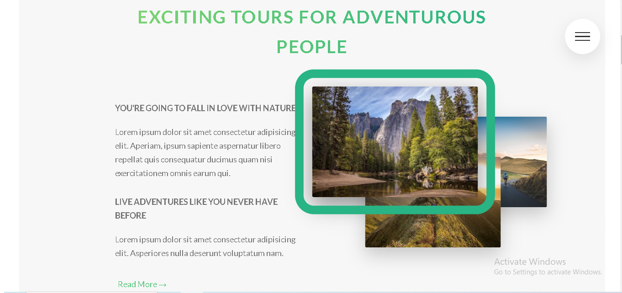 EXCITING TOURS FOR ADVENTUROUS
PEOPLE
YOU'RE GOING TO FALL IN LOVE WITH NATURE
Lorem ipsum dolor sit amet consectetur adipisicing
elit. Aperiam, ipsum sapiente aspernatur libero
repellat quis consequatur ducimus quam nisi
exercitationem omnis earum qui.
LIVE ADVENTURES LIKE YOU NEVER HAVE
BEFORE
Lorem ipsum dolor sit amet consectetur adipisicing
elit. Asperiores nulla deserunt voluptatum nam.
Read More →
Activate Windows
Go to Settings to activate Windows.